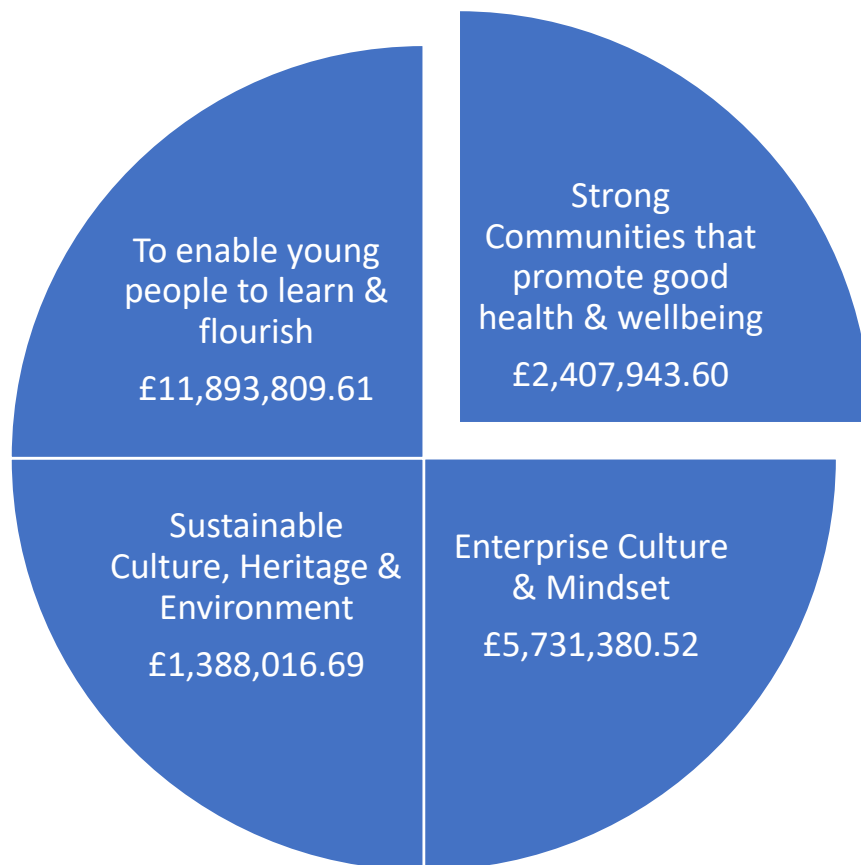 To enable young
people to learn &
flourish
£11,893,809.61
Strong
Communities that
promote good
health & wellbeing
£2,407,943.60
Sustainable
Culture, Heritage &
Environment
£1,388,016.69
Enterprise Culture
& Mindset
£5,731,380.52